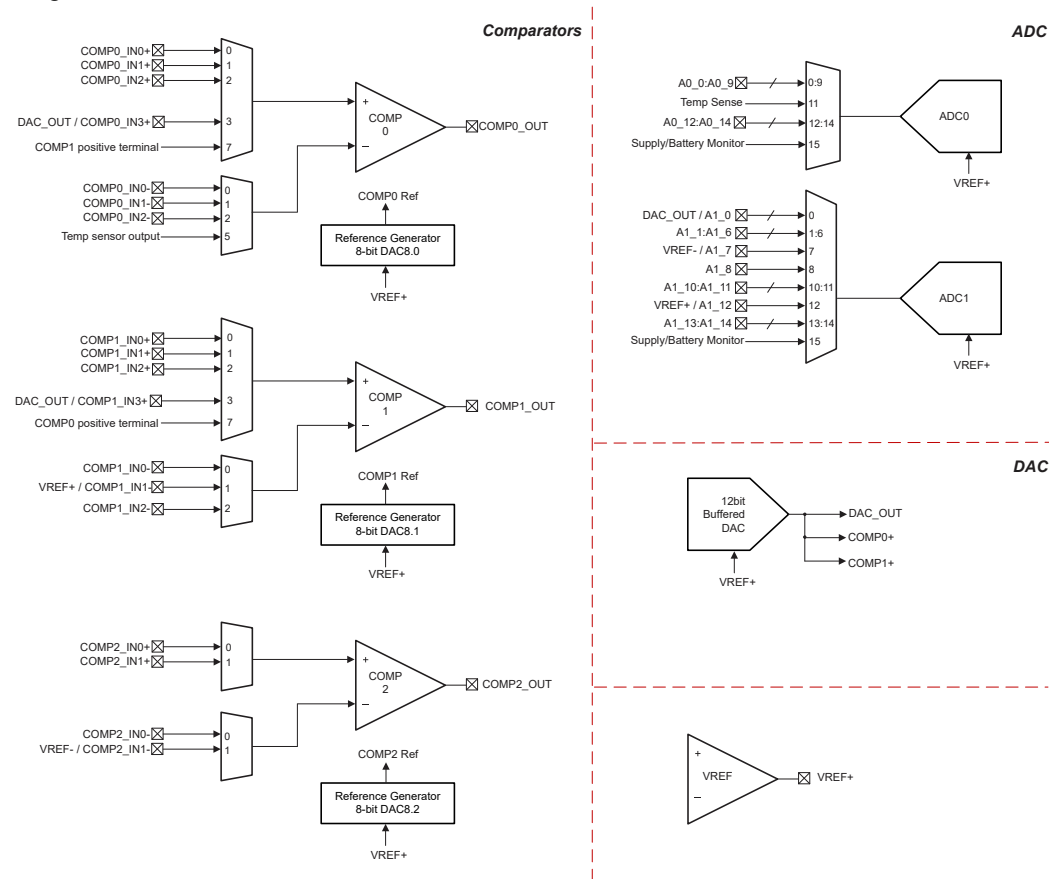 Comparators
COMP0_IN0+
0
COMP0_IN1+
1
COMP0_IN2+
2
DAC_OUT / COMP0_IN3+
3
COMP1 positive terminal
7
+
COMP
0
–
COMP0_OUT
COMP0_IN0-
0
COMP0_IN1-
1
COMP0_IN2-
2
Temp sensor output
5
COMP0 Ref
Reference Generator
8-bit DAC8.0
VREF+
COMP1_IN0+
0
COMP1_IN1+
1
COMP1_IN2+
2
DAC_OUT / COMP1_IN3+
3
COMP0 positive terminal
7
+
COMP
1
–
COMP1_OUT
COMP1_IN0-
0
VREF+ / COMP1_IN1-
1
COMP1_IN2-
2
COMP1 Ref
Reference Generator
8-bit DAC8.1
VREF+
COMP2_IN0+
0
COMP2_IN1+
1
+
COMP
2
–
COMP2_OUT
COMP2_IN0-
0
VREF- / COMP2_IN1-
1
COMP2 Ref
Reference Generator
8-bit DAC8.2
VREF+
ADC
A0_0:A0_9
0:9
Temp Sense
11
A0_12:A0_14
12:14
Supply/Battery Monitor
15
ADC0
VREF+
DAC_OUT / A1_0
0
A1_1:A1_6
1:6
VREF- / A1_7
7
A1_8
8
A1_10:A1_11
10:11
VREF+ / A1_12
12
A1_13:A1_14
13:14
Supply/Battery Monitor
15
ADC1
VREF+
DAC
12bit
Buffered
DAC
DAC_OUT
COMP0+
COMP1+
VREF+
+
VREF
–
VREF+